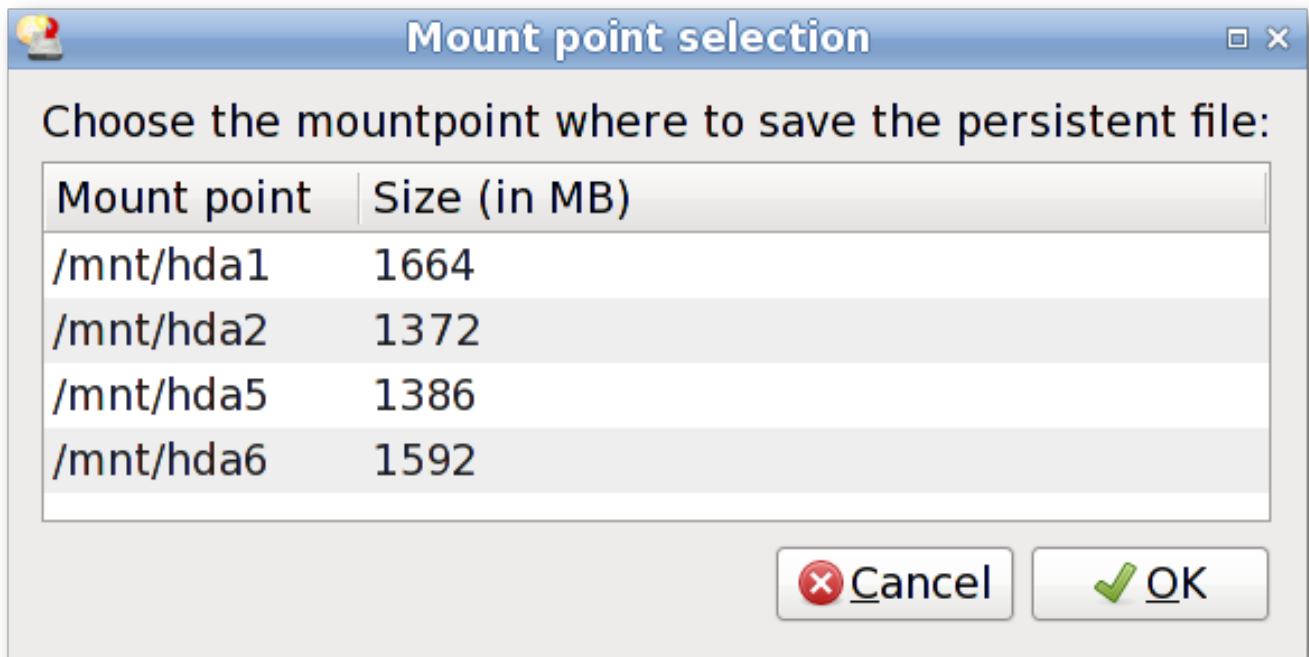 Mount point selection
Choose the mountpoint where to save the persistent file:
Mount point Size (in MB)
/mnt/hda1 1664
/mnt/hda2 1372
/mnt/hda5 1386
/mnt/hda6 1592
Cancel OK